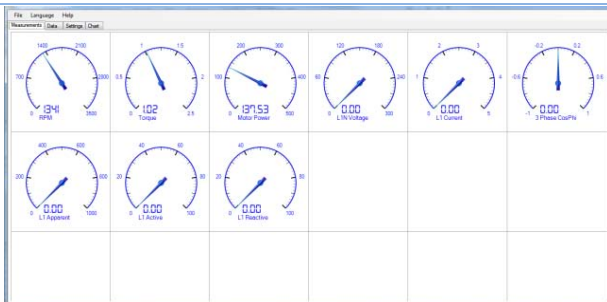 File Language Help
Measurements Data Settings Chart
1400 2100
700 2800
0 1341 3500
RPM
1 1.5
0.5 2
0 1.02 2.5
Torque
200 300
100 400
0 137.53 500
Motor Power
120 180
60 240
0 0.00 300
L1N Voltage
2 3
1 4
0 0.00 5
L1 Current
-0.2 0.2
-0.6 0.6
-1 0.00 1
3 Phase CosPhi
400 600
200 800
0 0.00 1000
L1 Apparent
40 60
20 80
0 0.00 100
L1 Active
40 60
20 80
0 0.00 100
L1 Reactive